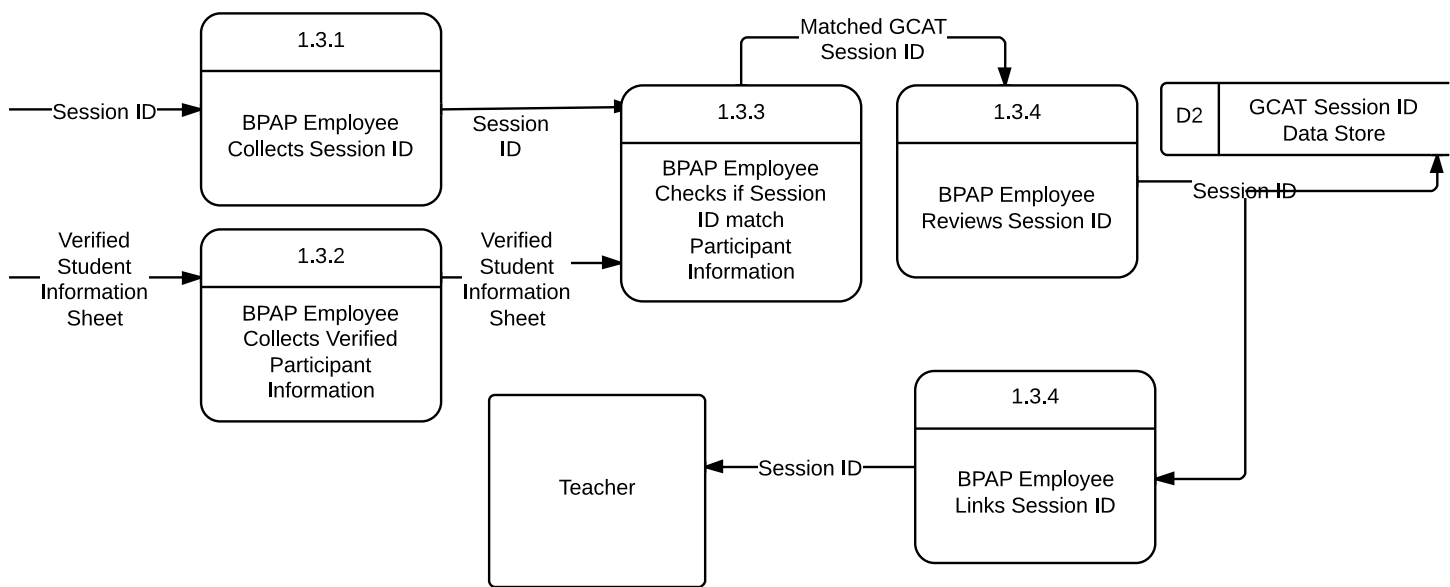 Session ID
1.3.1
BPAP Employee
Collects Session ID
Session
ID
Verified
Student
Information
Sheet
1.3.2
BPAP Employee
Collects Verified
Participant
Information
Verified
Student
Information
Sheet
1.3.3
BPAP Employee
Checks if Session
ID match
Participant
Information
Matched GCAT
Session ID
1.3.4
BPAP Employee
Reviews Session ID
Session ID
D2
GCAT Session ID
Data Store
1.3.4
BPAP Employee
Links Session ID
Session ID
Teacher